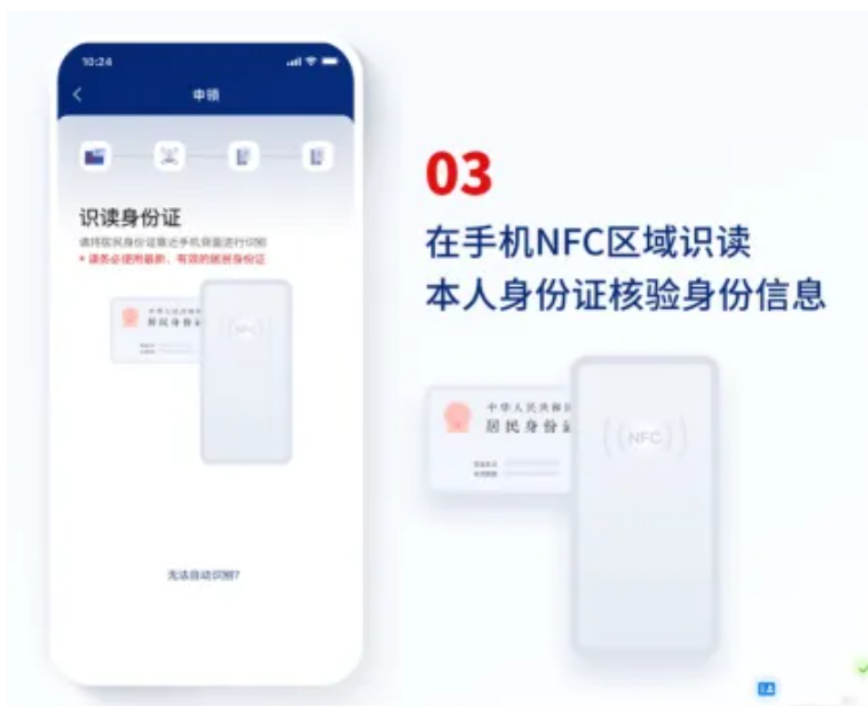 10:24
申领
识读身份证
请将居民身份证靠近手机背面进行识别
* 请务必使用最新、有效的居民身份证
中华人民共和
居民身份证
NFC
无法自动识别?
03
在手机NFC区域识读
本人身份证核验身份信息
中华人民共和国
居民身份证
NFC